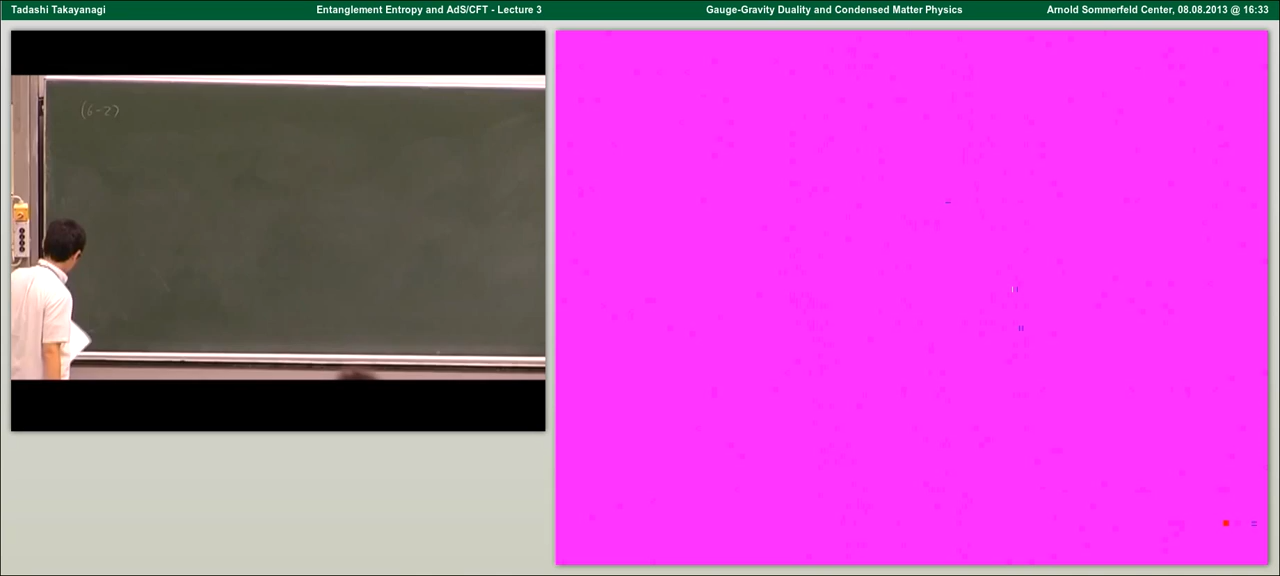 Tadashi Takayanagi
Entanglement Entropy and AdS/CFT - Lecture 3
Gauge-Gravity Duality and Condensed Matter Physics
Arnold Sommerfeld Center, 08.08.2013 @ 16:33
(6-2)